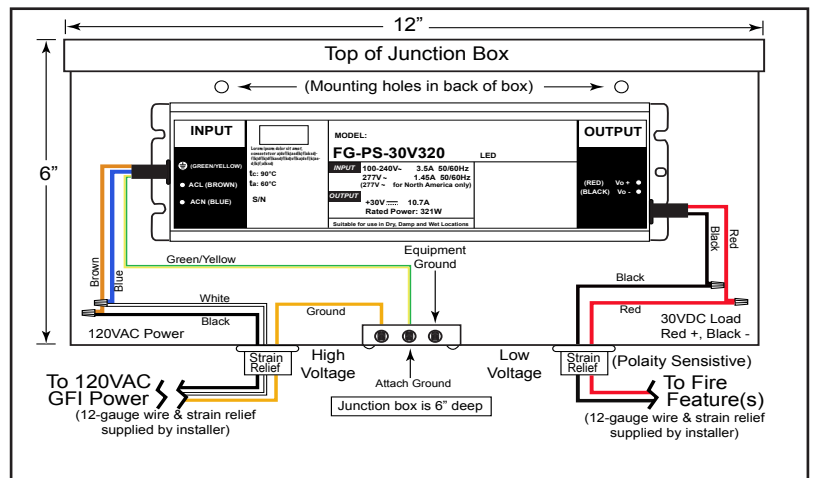 12”
Top of Junction Box
(Mounting holes in back of box)
6”
INPUT
(GREEN/YELLOW)
ACL (BROWN)
ACN (BLUE)
tc: 90°C
ta: 60°C
S/N
MODEL:
FG-PS-30V320
LED
INPUT 100-240V~ 3.5A 50/60Hz
277V ~ 1.45A 50/60Hz
(277V ~ for North America only)
OUTPUT
+30V 10.7A
Rated Power: 321W
Suitable for use in Dry, Damp and Wet Locations
OUTPUT
(RED) Vo +
(BLACK) Vo -
Brown
Blue
Green/Yellow
Equipment
Ground
Black
Red
White
Black
Ground
Black
Red
120VAC Power
30VDC Load
Red +, Black -
Strain
Relief
High
Voltage
Attach Ground
Low
Voltage
Strain
Relief
(Polaity Sensistive)
To 120VAC
GFI Power
(12-gauge wire & strain relief
supplied by installer)
Junction box is 6” deep
To Fire
Feature(s)
(12-gauge wire & strain relief
supplied by installer)